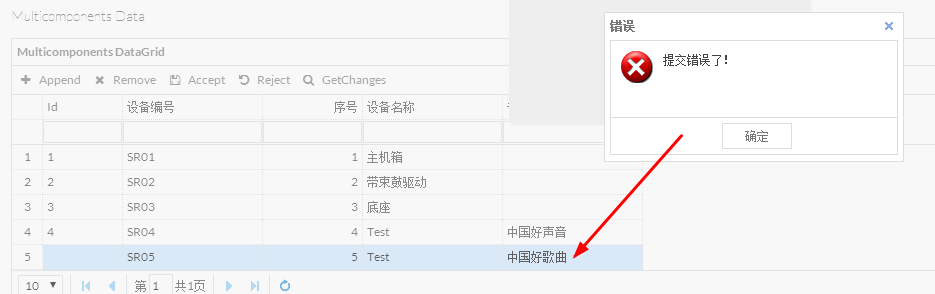 Multicomponents Data
Multicomponents DataGrid
Append Remove Accept Reject GetChanges
Id 设备编号 序号 设备名称
1 1 SR01 1 主机箱
2 2 SR02 2 带束鼓驱动
3 3 SR03 3 底座
4 4 SR04 4 Test 中国好声音
5 SR05 5 Test 中国好歌曲
10 第 1 共1页
错误
提交错误了!
确定